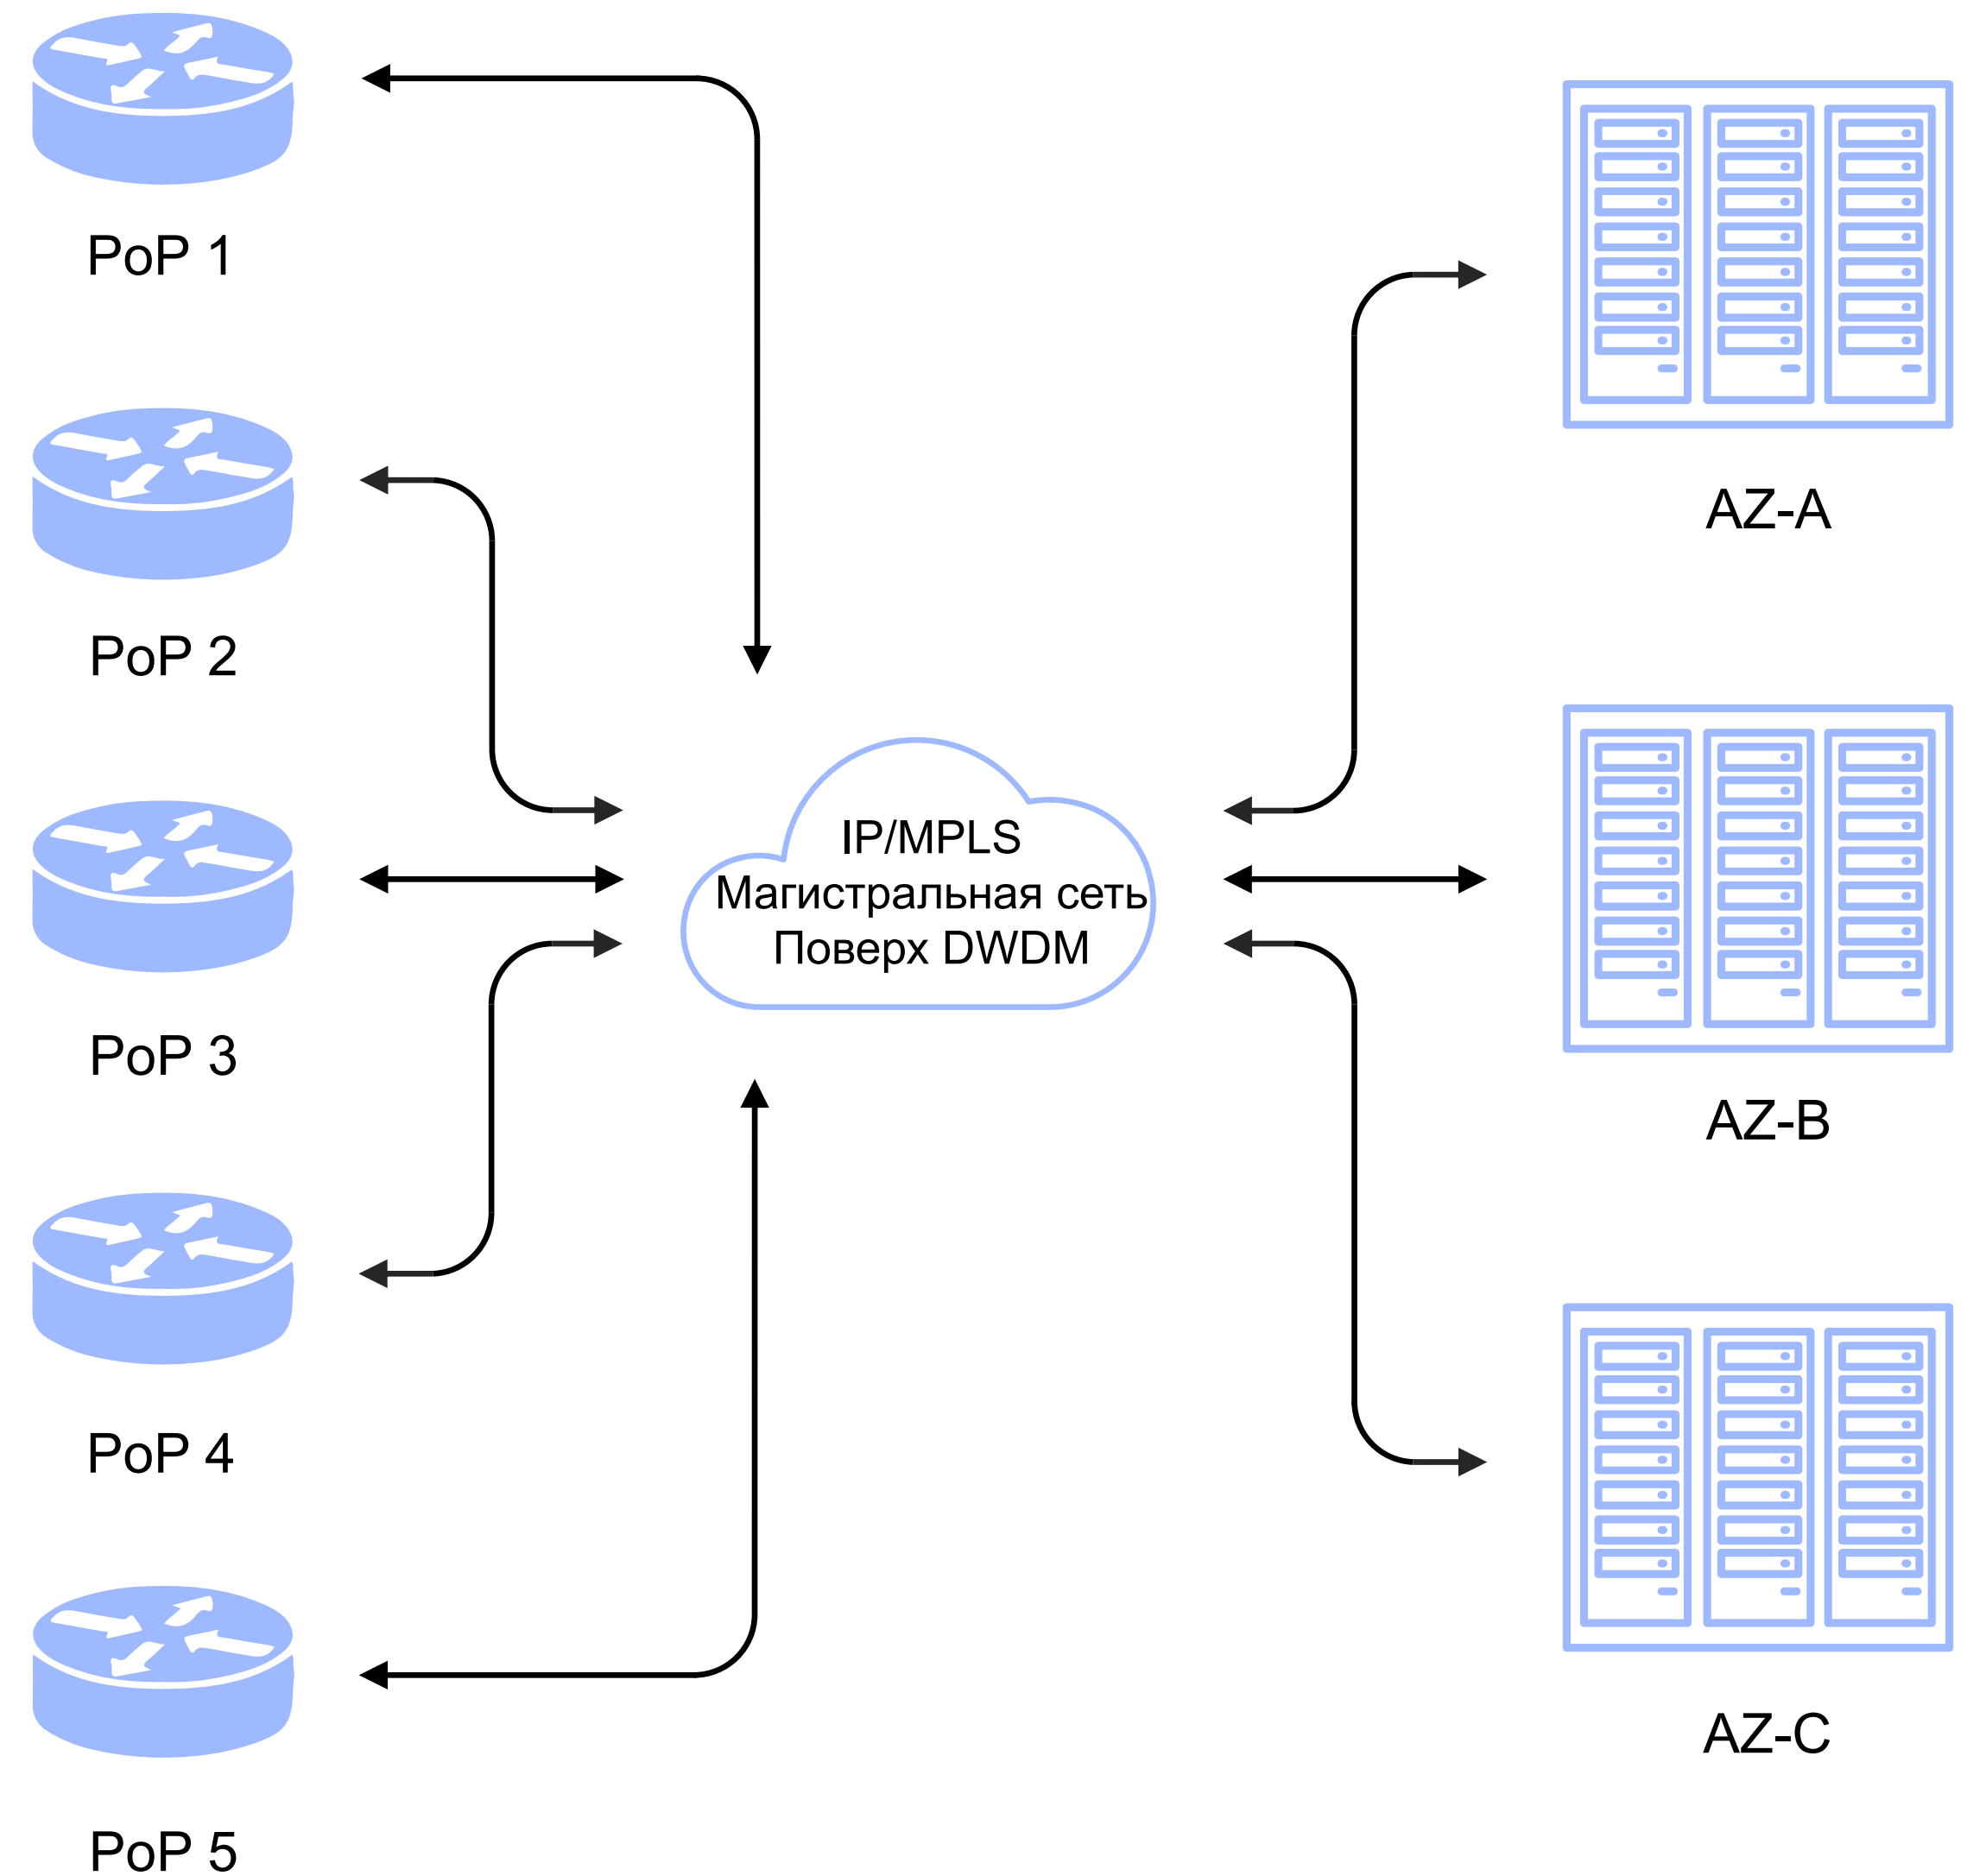 PoP 1
PoP 2
PoP 3
PoP 4
PoP 5
IP/MPLS
Магистральная сеть
Поверх DWDM
AZ-A
AZ-B
AZ-C